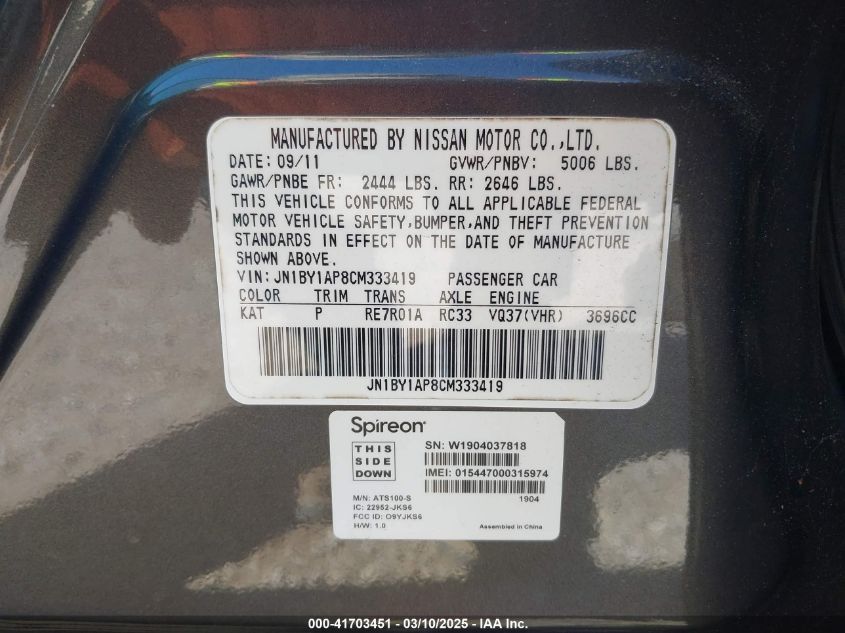 MANUFACTURED BY NISSAN MOTOR CO.,LTD.
DATE: 09/11 GVWR/PNBV: 5006 LBS.
GAWR/PNBE FR: 2444 LBS. RR: 2646 LBS.
THIS VEHICLE CONFORMS TO ALL APPLICABLE FEDERAL
MOTOR VEHICLE SAFETY,BUMPER,AND THEFT PREVENTION
STANDARDS IN EFFECT ON THE DATE OF MANUFACTURE
SHOWN ABOVE.
VIN: JN1BY1AP8CM333419 PASSENGER CAR
COLOR TRIM TRANS AXLE ENGINE
KAT P RE7R01A RC33 VQ37(VHR) 3696CC
JN1BY1AP8CM333419
Spireon
THIS
SIDE
DOWN
SN: W1904037818
IMEI: 015447000315974
1904
M/N: ATS100-S
IC: 22952-JKS6
FCC ID: O9YJKS6
H/W: 1.0
Assembled in China
000-41703451 — 03/10/2025 — IAAI Inc.